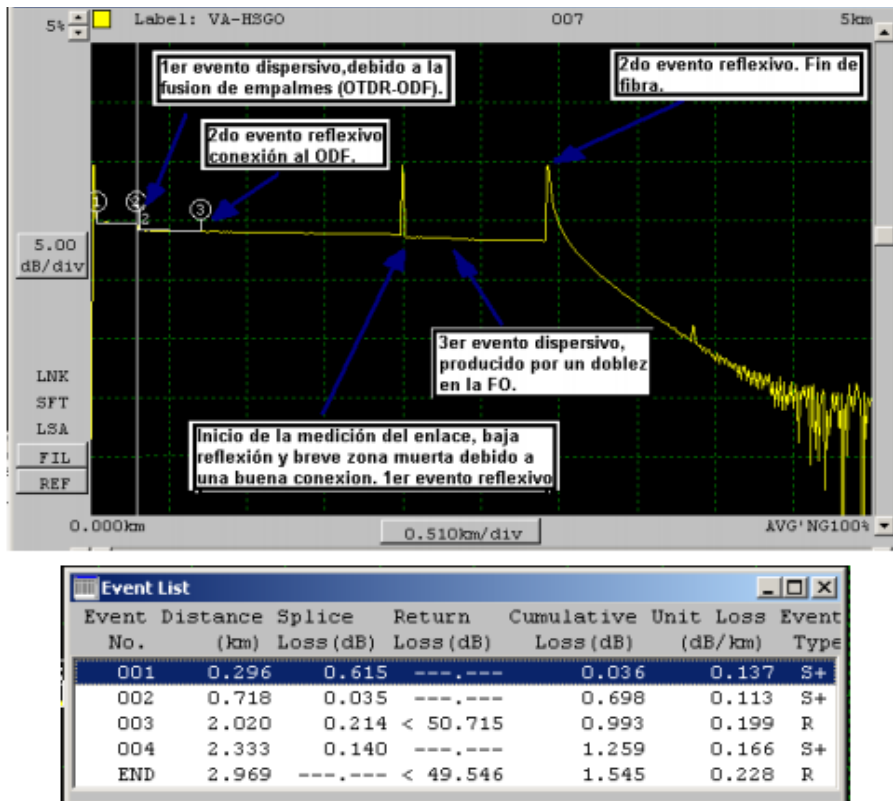 5% Label: VA-HSGO 007 5km
1er evento dispersivo,debido a la
fusion de empalmes (OTDR-ODF).
2do evento reflexivo. Fin de
fibra.
2do evento reflexivo
conexión al ODF.
1 2 3
2
5.00
dB/div
3er evento dispersivo,
producido por un doblez
en la FO.
LNK
SFT
LSA
FIL
REF
Inicio de la medición del enlace, baja
reflexión y breve zona muerta debido a
una buena conexion. 1er evento reflexivo
0.000km 0.510km/div AVG'NG100%
Event List
Event Distance Splice Return Cumulative Unit Loss Event
No. (km) Loss(dB) Loss(dB) Loss(dB) (dB/km) Type
001 0.296 0.615 ---.--- 0.036 0.137 S+
002 0.718 0.035 ---.--- 0.698 0.113 S+
003 2.020 0.214 < 50.715 0.993 0.199 R
004 2.333 0.140 ---.--- 1.259 0.166 S+
END 2.969 ---.--- < 49.546 1.545 0.228 R